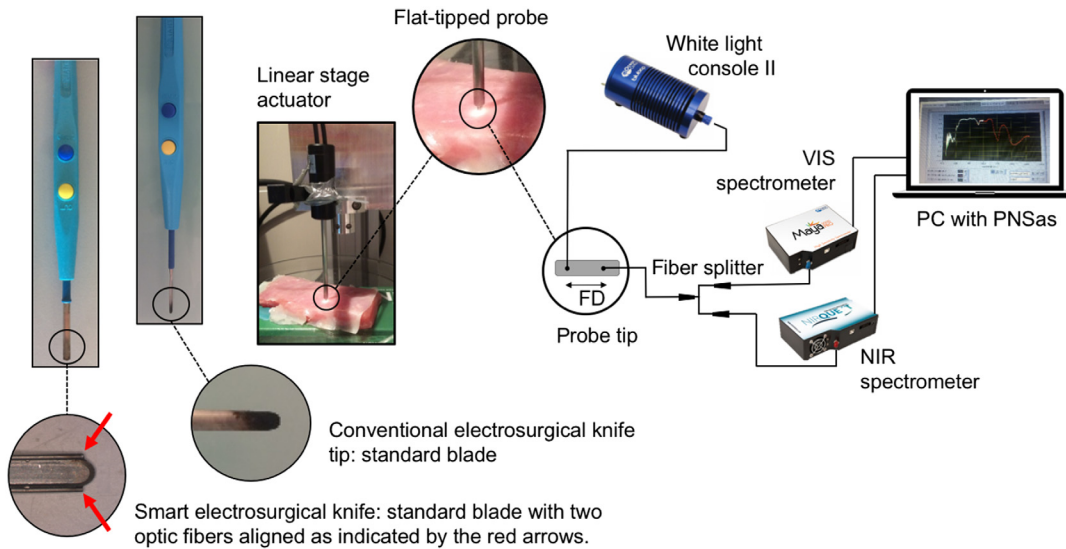 Flat-tipped probe
White light
console II
Linear stage
actuator
VIS
spectrometer
Maya
PC with PNSas
Fiber splitter
FD
Probe tip
NIRQuest
NIR
spectrometer
Conventional electrosurgical knife
tip: standard blade
Smart electrosurgical knife: standard blade with two
optic fibers aligned as indicated by the red arrows.